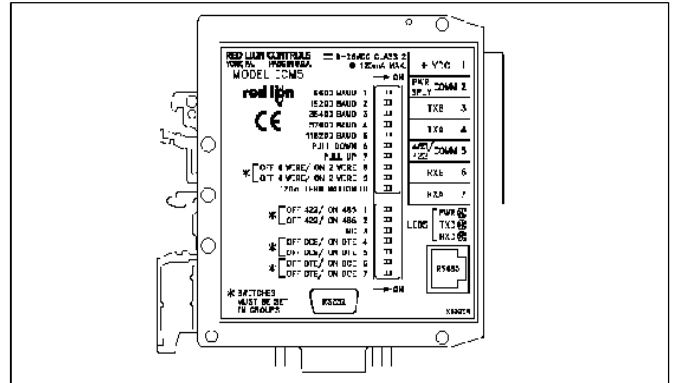 RED LION CONTROLS
YORK, PA. MADE IN U.S.A.
MODEL ICM5
9-26VDC CLASS 2
120mA MAX.
ON
red lion
CE
9600 BAUD 1
19200 BAUD 2
38400 BAUD 3
57600 BAUD 4
115200 BAUD 5
PULL DOWN 6
PULL UP 7
* OFF 4 WIRE/ ON 2 WIRE 8
OFF 4 WIRE/ ON 2 WIRE 9
TERMINATION 10
* OFF 422/ ON 485 1
OFF 422/ ON 485 2
NC 3
* OFF DCE/ ON DTE 4
OFF DCE/ ON DTE 5
* OFF DTE/ ON DCE 6
OFF DTE/ ON DCE 7
ON
* SWITCHES
MUST BE SET
IN GROUPS
RS232
+ VDC 1
PWR SPLY COMM 2
TXB 3
TXA 4
485/422 COMM 5
RXB 6
RXA 7
LEDS
PWR
TXD
RXD
RS485